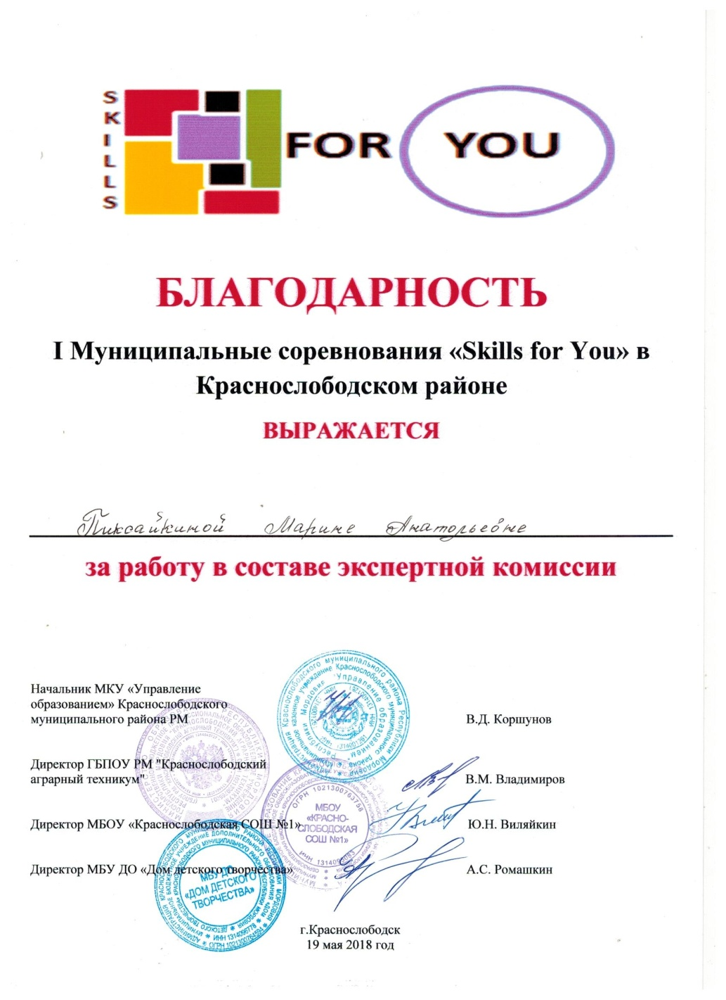 SKILLS
FOR YOU
БЛАГОДАРНОСТЬ
I Муниципальные соревнования «Skills for You» в
Краснослободском районе
ВЫРАЖАЕТСЯ
Пиксайкиной Марине Анатольевне
за работу в составе экспертной комиссии
Начальник МКУ «Управление
образованием» Краснослободского
муниципального района РМ
В.Д. Коршунов
Директор ГБПОУ РМ "Краснослободский
аграрный техникум"
В.М. Владимиров
Директор МБОУ «Краснослободская СОШ №1»
Ю.Н. Виляйкин
Директор МБУ ДО «Дом детского творчества»
А.С. Ромашкин
МБОУ
«КРАСНО-
СЛОБОДСКАЯ
СОШ №1»
ОГРН 1021300763756
МБУ ДО
«ДОМ ДЕТСКОГО
ТВОРЧЕСТВА»
г.Краснослободск
19 мая 2018 год